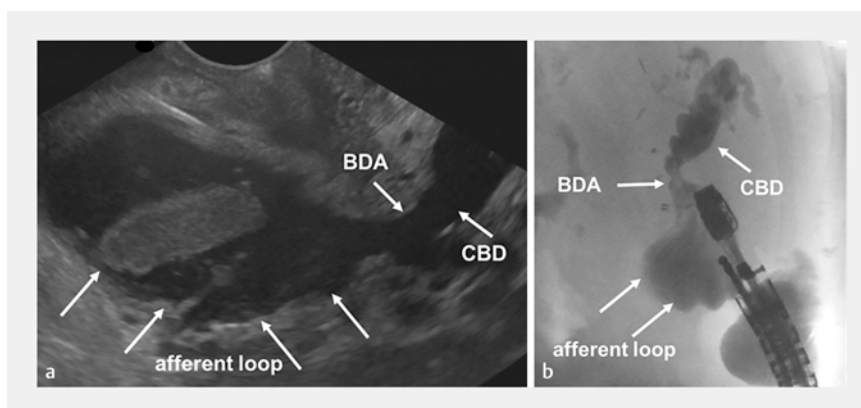 BDA
CBD
afferent loop
a
BDA
CBD
afferent loop
b